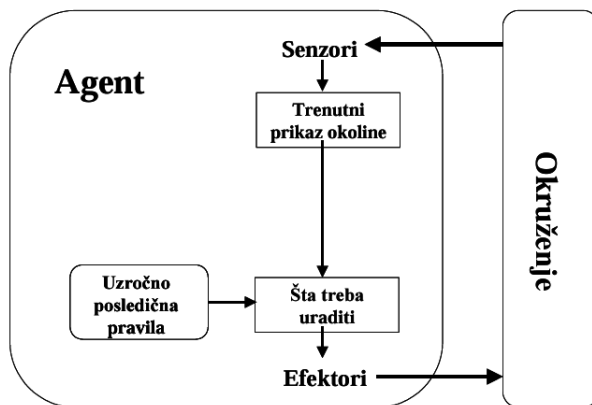 Agent
Senzori
Trenutni
prikaz okoline
Uzročno
posledična
pravila
Šta treba
uraditi
Efektori
Okruženje